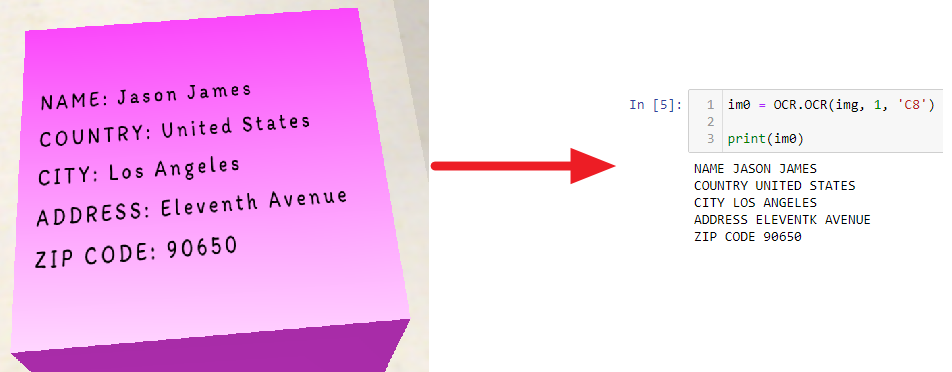 NAME: Jason James
COUNTRY: United States
CITY: Los Angeles
ADDRESS: Eleventh Avenue
ZIP CODE: 90650
In [5]:
1 im0 = OCR.OCR(img, 1, 'C8')
2
3 print(im0)
NAME JASON JAMES
COUNTRY UNITED STATES
CITY LOS ANGELES
ADDRESS ELEVENTK AVENUE
ZIP CODE 90650